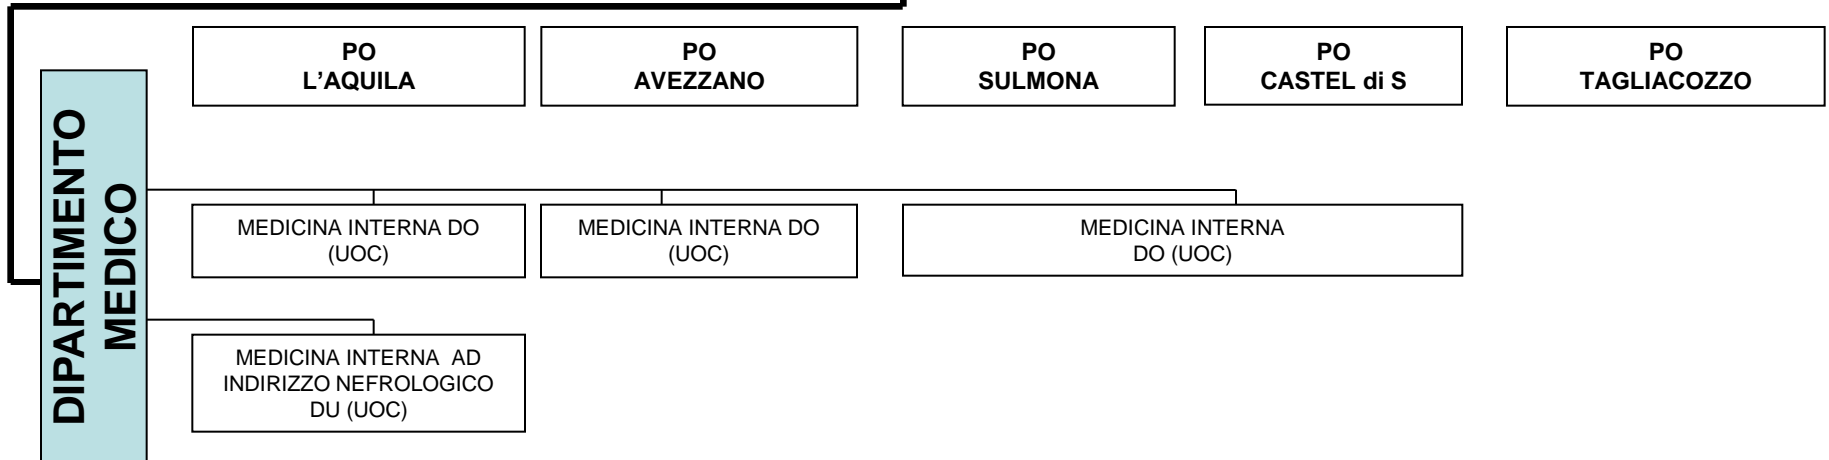 PO
L'AQUILA
PO
AVEZZANO
PO
SULMONA
PO
CASTEL di S
PO
TAGLIACOZZO
DIPARTIMENTO
MEDICO
MEDICINA INTERNA DO
(UOC)
MEDICINA INTERNA DO
(UOC)
MEDICINA INTERNA
DO (UOC)
MEDICINA INTERNA AD
INDIRIZZO NEFROLOGICO
DU (UOC)